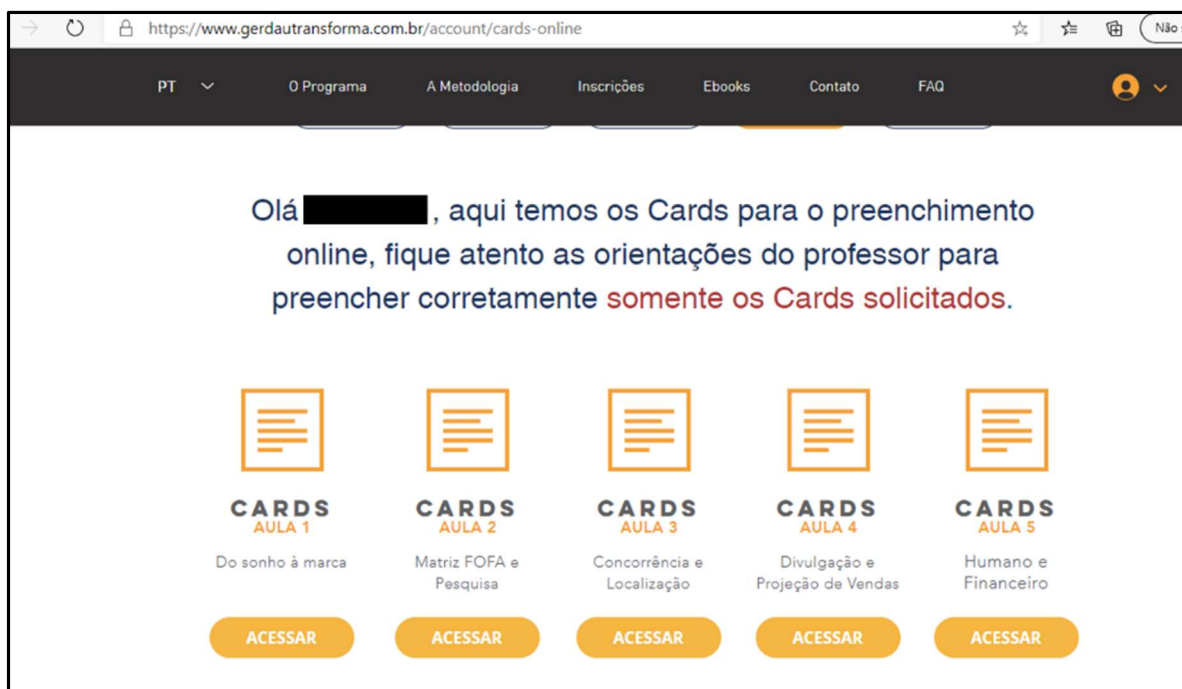 https://www.gerdautransforma.com.br/account/cards-online
Não
PT O Programa A Metodologia Inscrições Ebooks Contato FAQ
Olá , aqui temos os Cards para o preenchimento
online, fique atento as orientações do professor para
preencher corretamente somente os Cards solicitados.
CARDS CARDS CARDS CARDS CARDS
AULA 1 AULA 2 AULA 3 AULA 4 AULA 5
Do sonho à marca Matriz FOFA e Concorrência e Divulgação e Humano e
Pesquisa Localização Projeção de Vendas Financeiro
ACESSAR ACESSAR ACESSAR ACESSAR ACESSAR